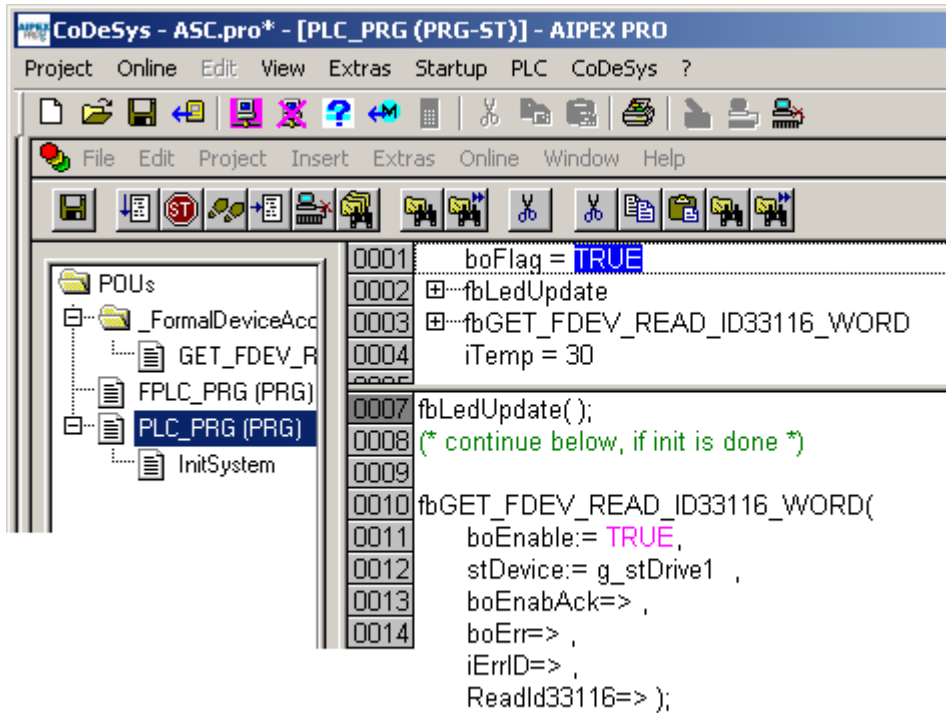 CoDeSys - ASC.pro* - [PLC_PRG (PRG-ST)] - AIPEX PRO
Project Online Edit View Extras Startup PLC CoDeSys ?
File Edit Project Insert Extras Online Window Help
POUs
_FormalDeviceAcc
GET_FDEV_R
FPLC_PRG (PRG)
PLC_PRG (PRG)
InitSystem
0001 boFlag = TRUE
0002 fbLedUpdate
0003 fbGET_FDEV_READ_ID33116_WORD
0004 iTemp = 30
0007 fbLedUpdate( );
0008 (* continue below, if init is done *)
0009
0010 fbGET_FDEV_READ_ID33116_WORD(
0011 boEnable:= TRUE,
0012 stDevice:= g_stDrive1 ,
0013 boEnabAck=> ,
0014 boErr=> ,
iErrID=> ,
ReadId33116=> );